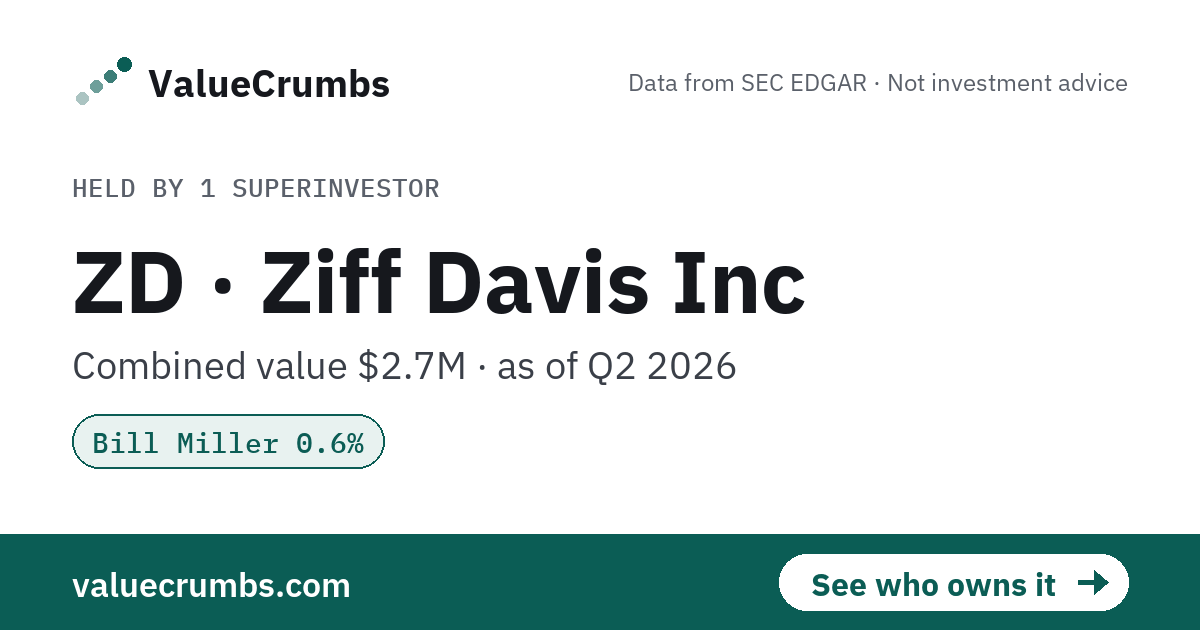 ValueCrumbs
Data from SEC EDGAR · Not investment advice
HELD BY 1 SUPERINVESTOR
ZD · Ziff Davis Inc
Combined value $2.7M · as of Q2 2026
Bill Miller 0.6%
valuecrumbs.com
See who owns it →